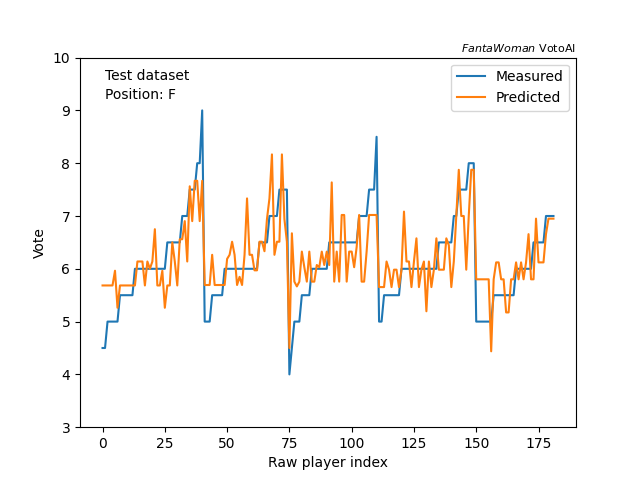 FantaWoman VotoAI
Test dataset
Position: F
Measured
Predicted
Vote
10
9
8
7
6
5
4
3
0 25 50 75 100 125 150 175
Raw player index